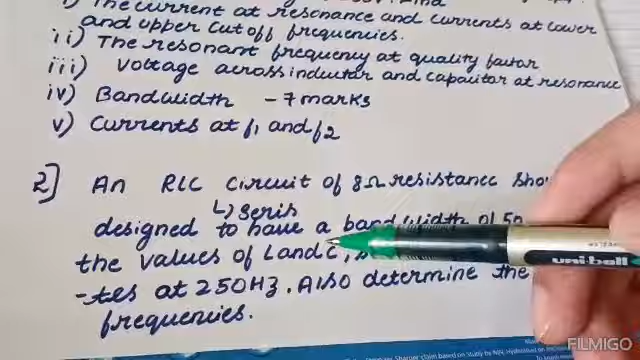 i) The current at resonance and currents at lower
and upper cut off frequencies.
ii) The resonant frequency at quality factor
iii) Voltage across inductor and capacitor at resonance
iv) Bandwidth - 7 marks
v) Currents at f1 and f2
2] An RLC circuit of 8Ω resistance
↳ seris
designed to have a bandwidth of
the values of L and C,
-tes at 250Hz. Also determine the
frequencies.
uni-ball
FILMIGO